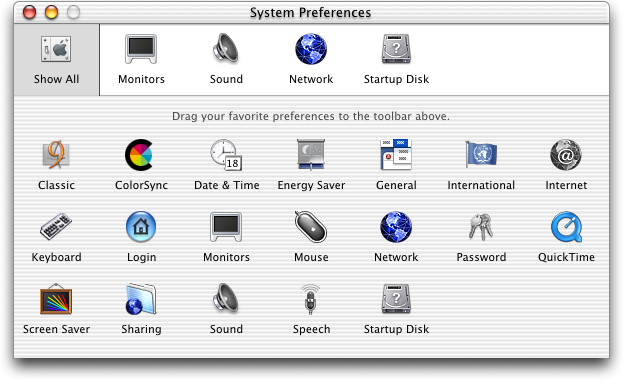 System Preferences
Show All Monitors Sound Network Startup Disk
Drag your favorite preferences to the toolbar above.
9 18
Classic ColorSync Date & Time Energy Saver General International Internet
Keyboard Login Monitors Mouse Network Password QuickTime
Screen Saver Sharing Sound Speech Startup Disk